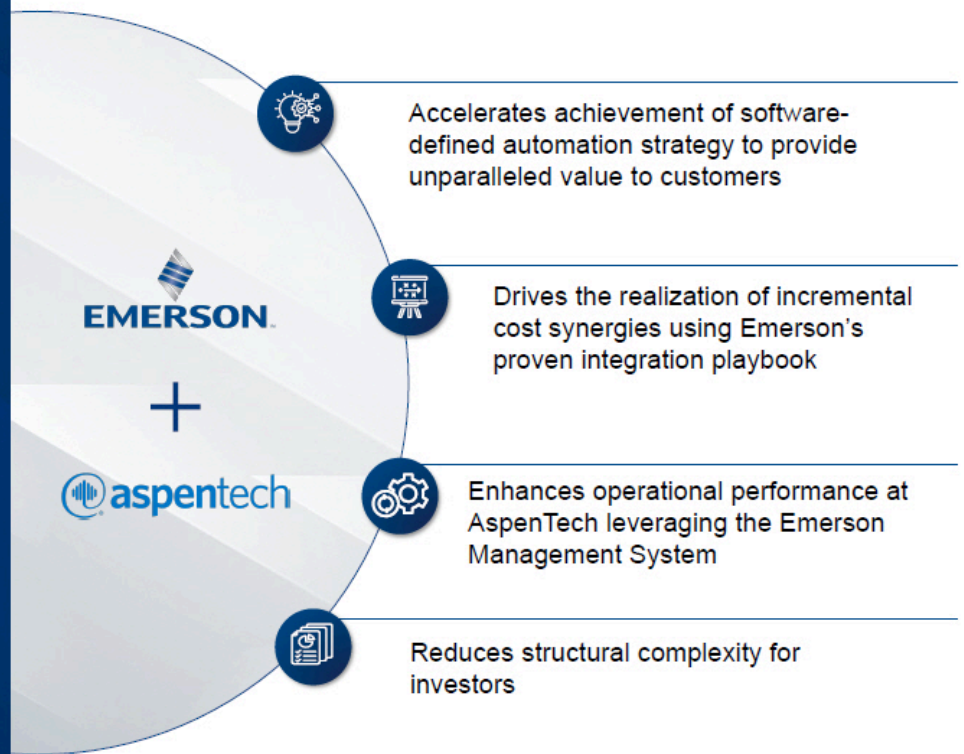 Accelerates achievement of software-
defined automation strategy to provide
unparalleled value to customers
EMERSON™
Drives the realization of incremental
cost synergies using Emerson's
proven integration playbook
+
aspentech
Enhances operational performance at
AspenTech leveraging the Emerson
Management System
Reduces structural complexity for
investors